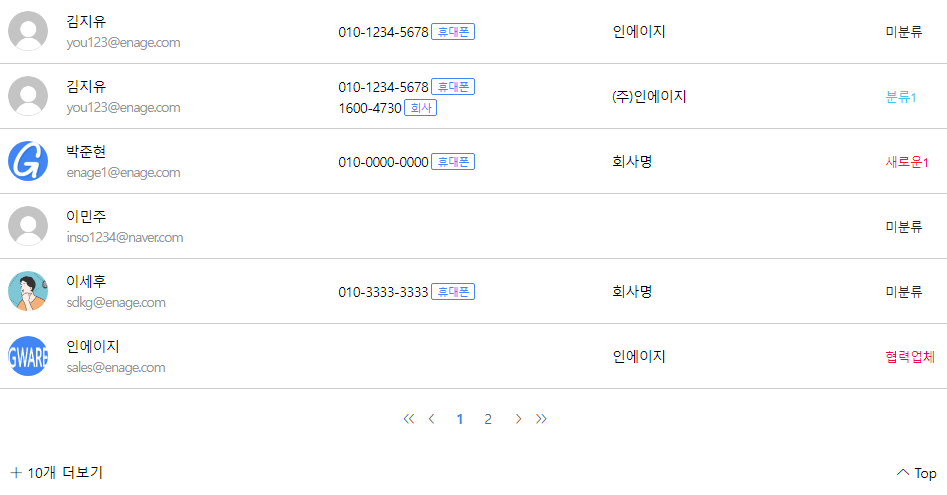 김지유
you123@enage.com
010-1234-5678 휴대폰
인에이지
미분류
김지유
you123@enage.com
010-1234-5678 휴대폰
1600-4730 회사
(주)인에이지
분류1
G
박준현
enage1@enage.com
010-0000-0000 휴대폰
회사명
새로운1
이민주
inso1234@naver.com
미분류
이세후
sdkg@enage.com
010-3333-3333 휴대폰
회사명
미분류
GWARE
인에이지
sales@enage.com
인에이지
협력업체
1 2
+ 10개 더보기
Top